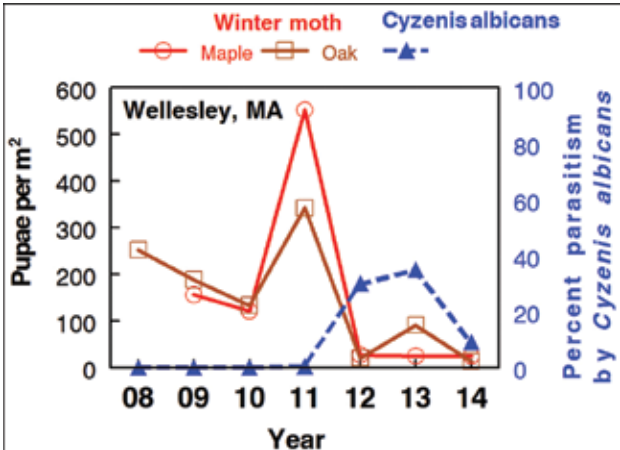 Winter moth Cyzenis albicans
Maple Oak
Wellesley, MA
600
500
400
300
200
100
0
Pupae per m²
100
80
60
40
20
0
Percent parasitism
by Cyzenis albicans
08 09 10 11 12 13 14
Year